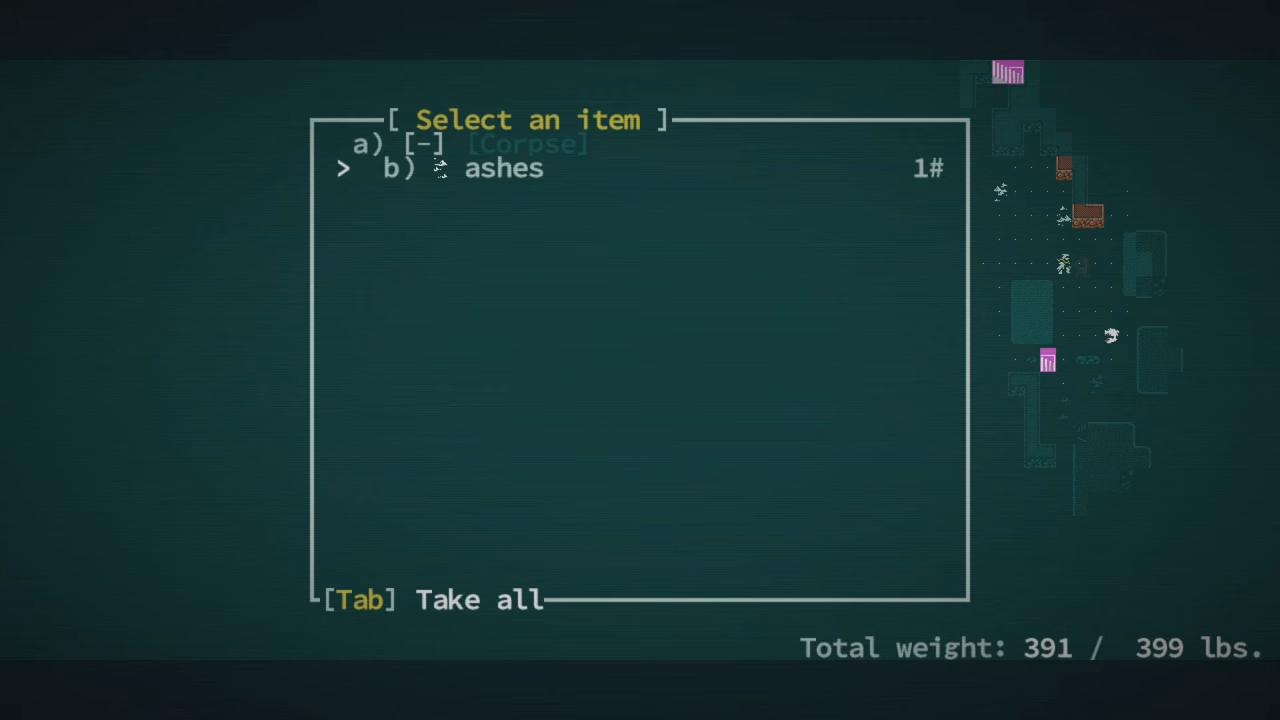 [ Select an item ]
a) [-] [Corpse]
> b) ashes 1#
[Tab] Take all
Total weight: 391 / 399 lbs.